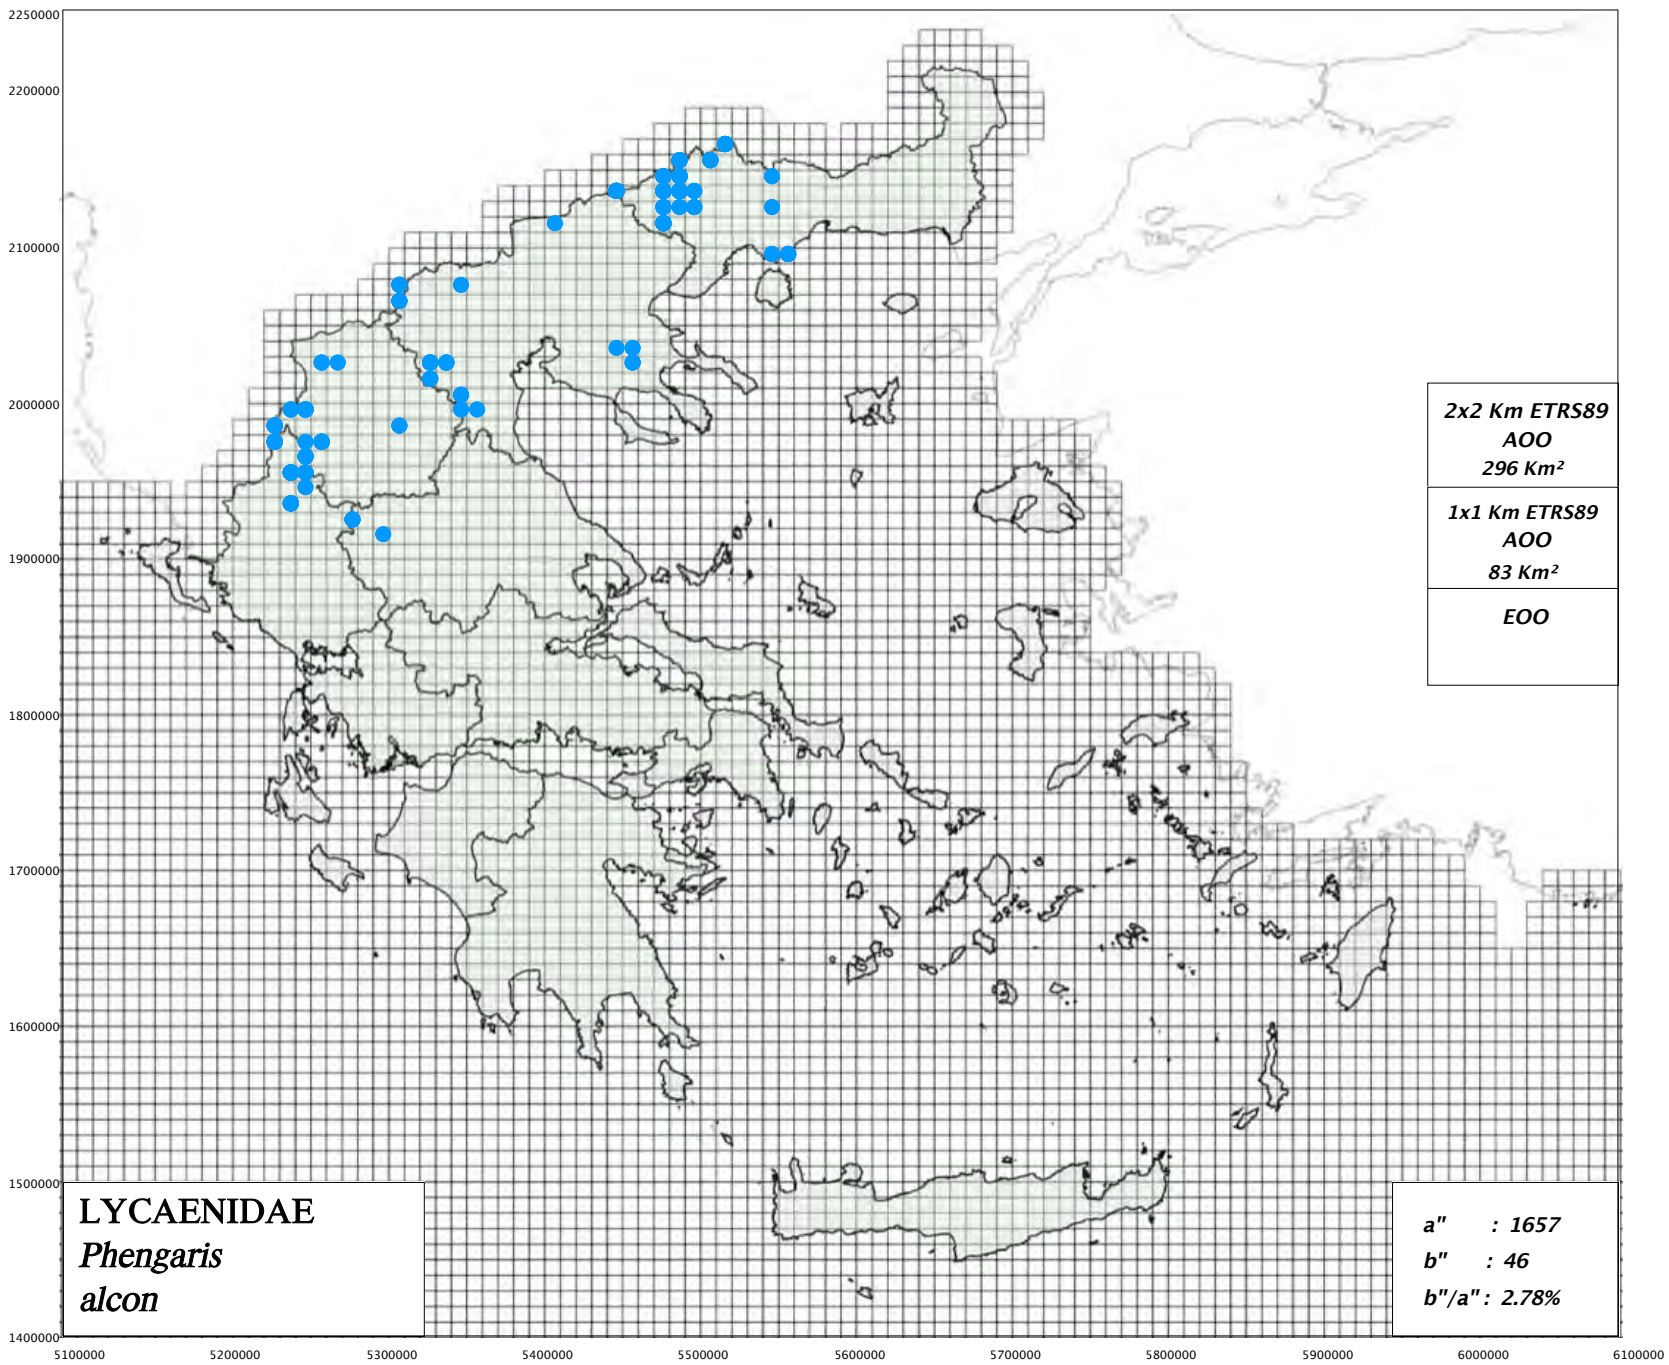 2250000
2200000
2100000
2000000
1900000
1800000
1700000
1600000
1500000
1400000
2x2 Km ETRS89
AOO
296 Km²
1x1 Km ETRS89
AOO
83 Km²
EOO
LYCAENIDAE
Phengaris
alcon
a" : 1657
b" : 46
b"/a" : 2.78%
5100000 5200000 5300000 5400000 5500000 5600000 5700000 5800000 5900000 6000000 6100000